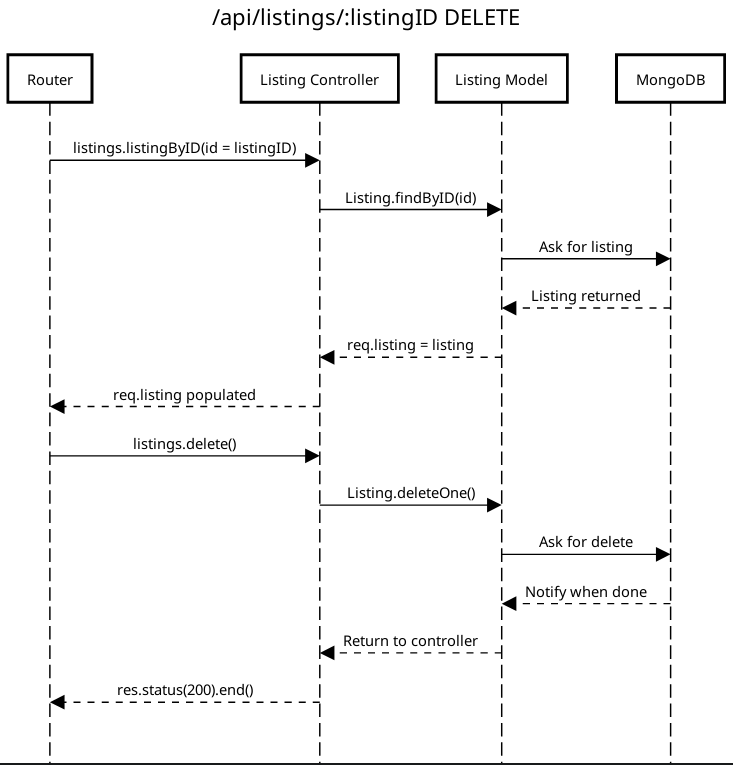 /api/listings/:listingID DELETE
Router
Listing Controller
Listing Model
MongoDB
listings.listingByID(id = listingID)
Listing.findByID(id)
Ask for listing
Listing returned
req.listing = listing
req.listing populated
listings.delete()
Listing.deleteOne()
Ask for delete
Notify when done
Return to controller
res.status(200).end()